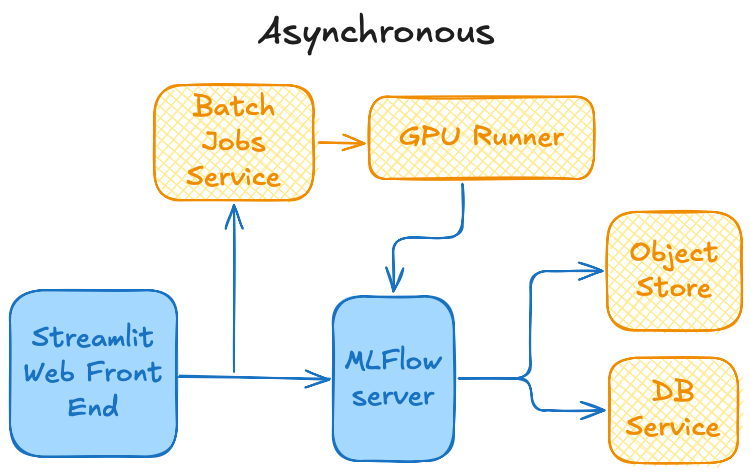 Asynchronous
Batch
Jobs
Service
GPU Runner
Streamlit
Web Front
End
MLFlow
server
Object
Store
DB
Service